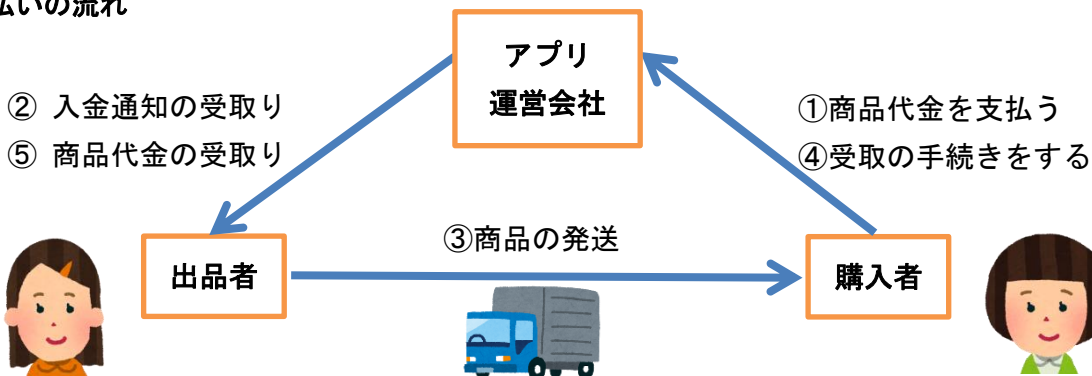 払いの流れ
アプリ
運営会社
② 入金通知の受取り
⑤ 商品代金の受取り
①商品代金を支払う
④受取の手続きをする
③商品の発送
出品者
購入者